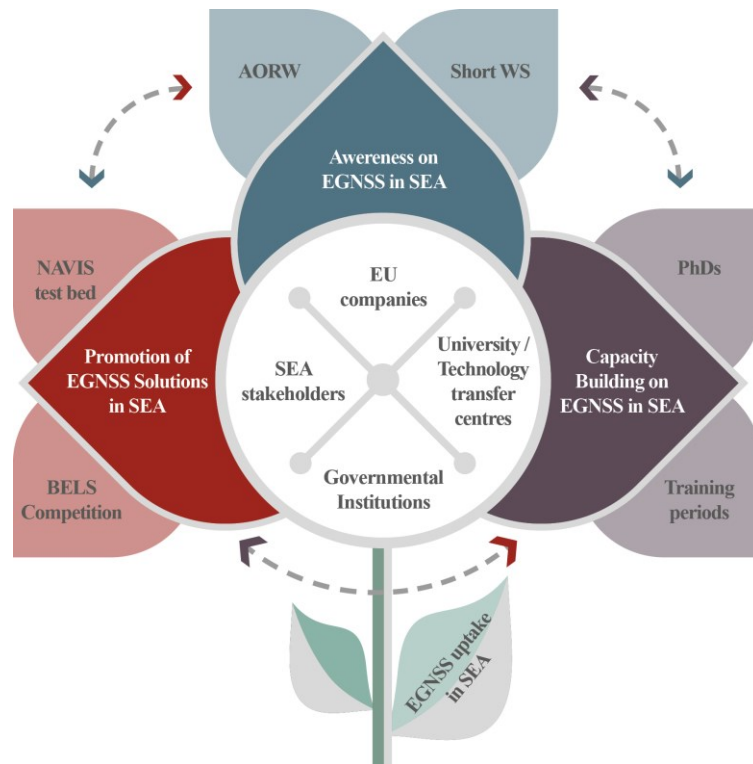 AORW
Short WS
Awereness on
EGNSS in SEA
NAVIS
test bed
PhDs
EU
companies
Promotion of
EGNSS Solutions
in SEA
SEA
stakeholders
University /
Technology
transfer
centres
Capacity
Building on
EGNSS in SEA
Governmental
Institutions
BELS
Competition
Training
periods
EGNSS uptake
in SEA